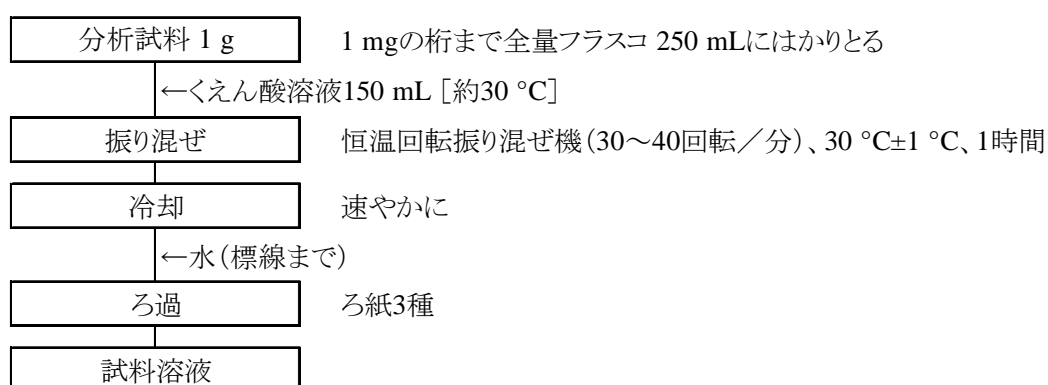 分析試料 1 g 1 mgの桁まで全量フラスコ 250 mLにはかりとる
←くえん酸溶液150 mL [約30 °C]
振り混ぜ 恒温回転振り混ぜ機(30～40回転／分)、30 °C±1 °C、1時間
冷却 速やかに
←水(標線まで)
ろ過 ろ紙3種
試料溶液